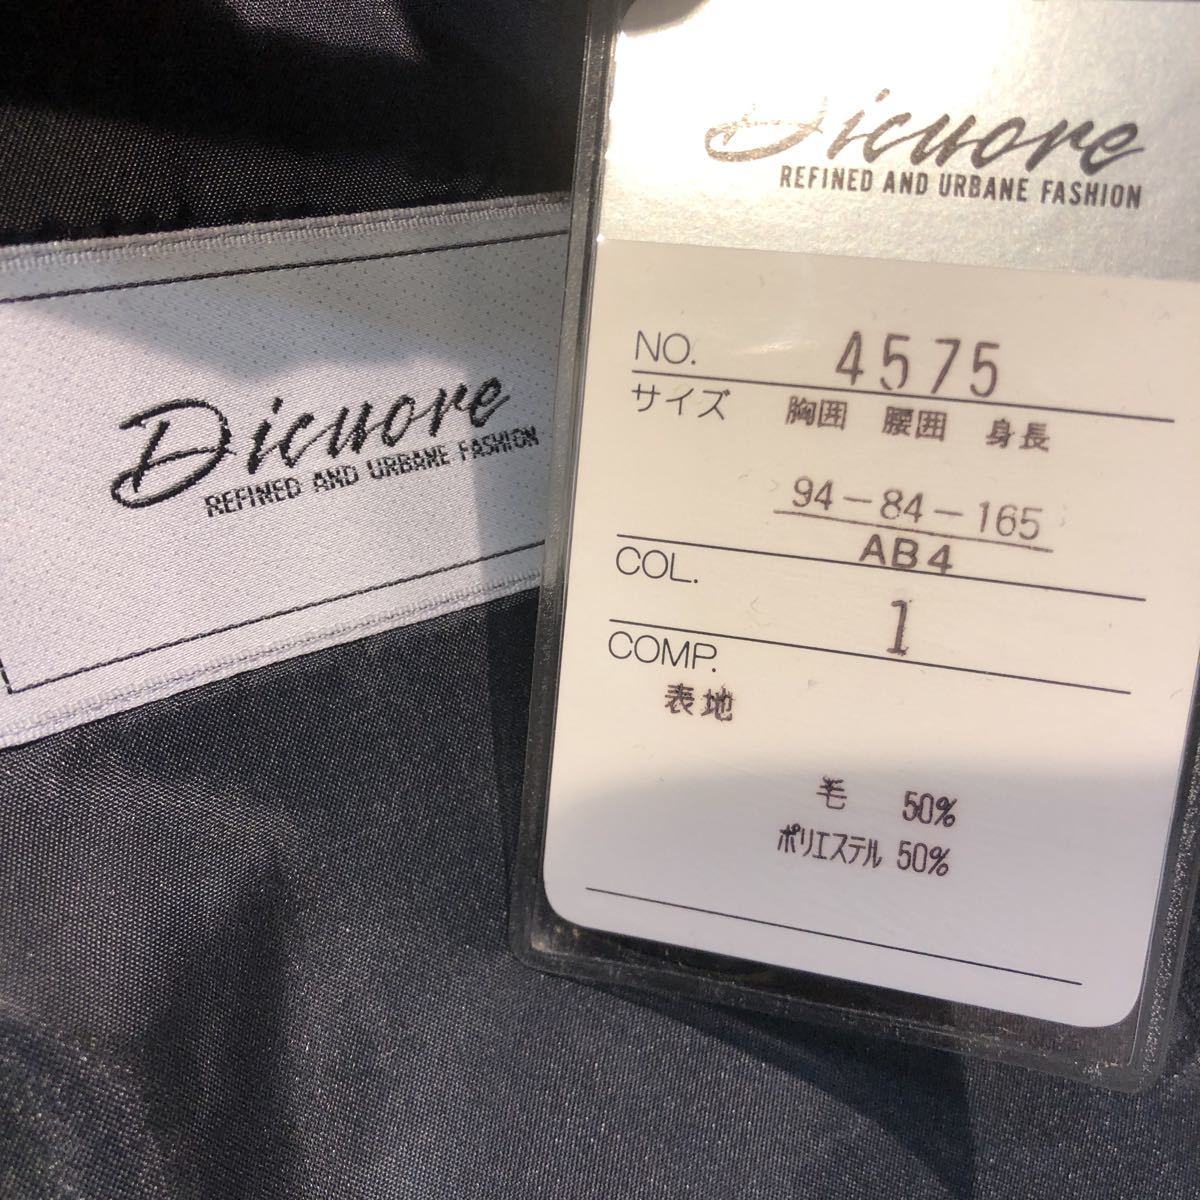 Dicuore
REFINED AND URBANE FASHION
Dicuore
REFINED AND URBANE FASHION
NO. 4575
サイズ 胸囲 腰囲 身長
94-84-165
AB4
COL. 1
COMP.
表地
毛 50%
ポリエステル 50%